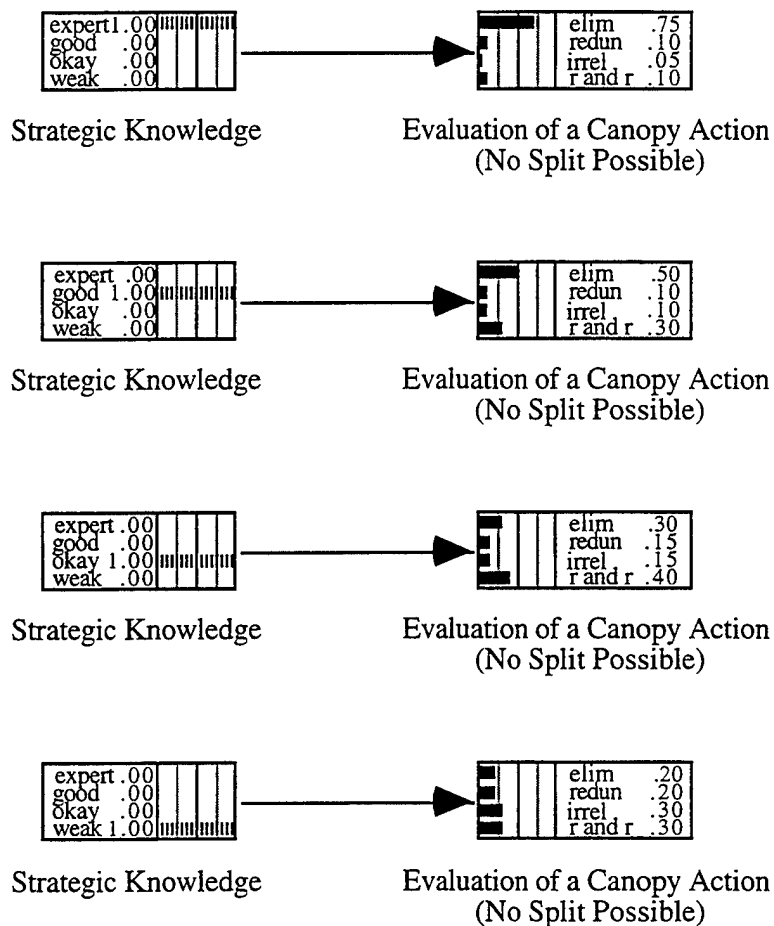 expert1.00
good .00
okay .00
weak .00
elim .75
redun .10
irrel .05
r and r .10
Strategic Knowledge
Evaluation of a Canopy Action
(No Split Possible)
expert .00
good 1.00
okay .00
weak .00
elim .50
redun .10
irrel .10
r and r .30
Strategic Knowledge
Evaluation of a Canopy Action
(No Split Possible)
expert .00
good .00
okay 1.00
weak .00
elim .30
redun .15
irrel .15
r and r .40
Strategic Knowledge
Evaluation of a Canopy Action
(No Split Possible)
expert .00
good .00
okay .00
weak 1.00
elim .20
redun .20
irrel .30
r and r .30
Strategic Knowledge
Evaluation of a Canopy Action
(No Split Possible)